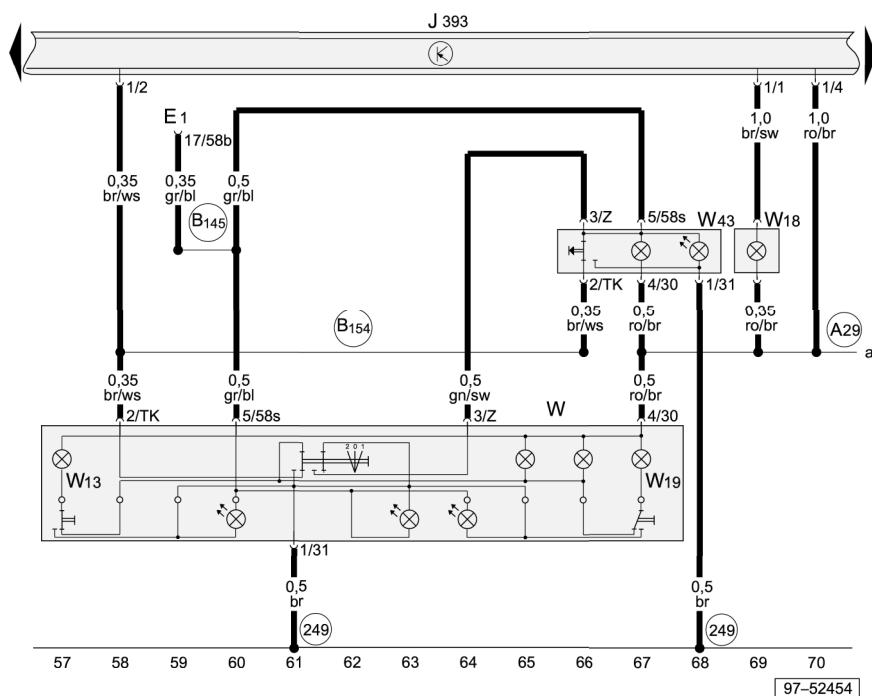 J 393
1/2
1/1
1/4
E 1
17/58b
0,35
br/ws
0,35
gr/bl
0,5
gr/bl
1,0
br/sw
1,0
ro/br
B145
3/Z
5/58s
W43
W18
2/TK
4/30
1/31
0,35
br/ws
0,5
ro/br
0,35
ro/br
B154
A29
a
0,35
br/ws
0,5
gr/bl
0,5
gn/sw
0,5
ro/br
2/TK
5/58s
3/Z
W
4/30
2 0 1
W13
W19
1/31
0,5
br
0,5
br
249
249
57 58 59 60 61 62 63 64 65 66 67 68 69 70
97–52454